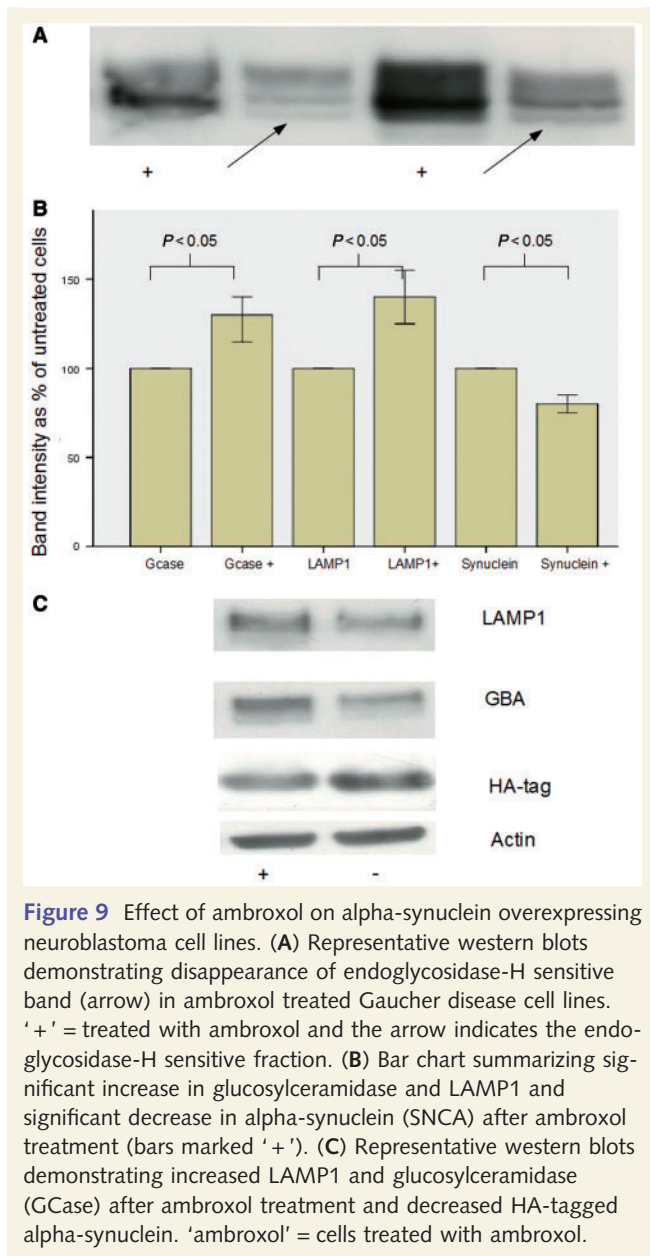 A
+ +
B
Band intensity as % of untreated cells
P < 0.05 P < 0.05 P < 0.05
150
100
50
0
Gcase Gcase + LAMP1 LAMP1+ Synuclein Synuclein +
C
LAMP1
GBA
HA-tag
Actin
+ -
Figure 9 Effect of ambroxol on alpha-synuclein overexpressing
neuroblastoma cell lines. (A) Representative western blots
demonstrating disappearance of endoglycosidase-H sensitive
band (arrow) in ambroxol treated Gaucher disease cell lines.
‘+’ = treated with ambroxol and the arrow indicates the endo-
glycosidase-H sensitive fraction. (B) Bar chart summarizing sig-
nificant increase in glucosylceramidase and LAMP1 and
significant decrease in alpha-synuclein (SNCA) after ambroxol
treatment (bars marked ‘+’). (C) Representative western blots
demonstrating increased LAMP1 and glucosylceramidase
(GCase) after ambroxol treatment and decreased HA-tagged
alpha-synuclein. ‘ambroxol’ = cells treated with ambroxol.